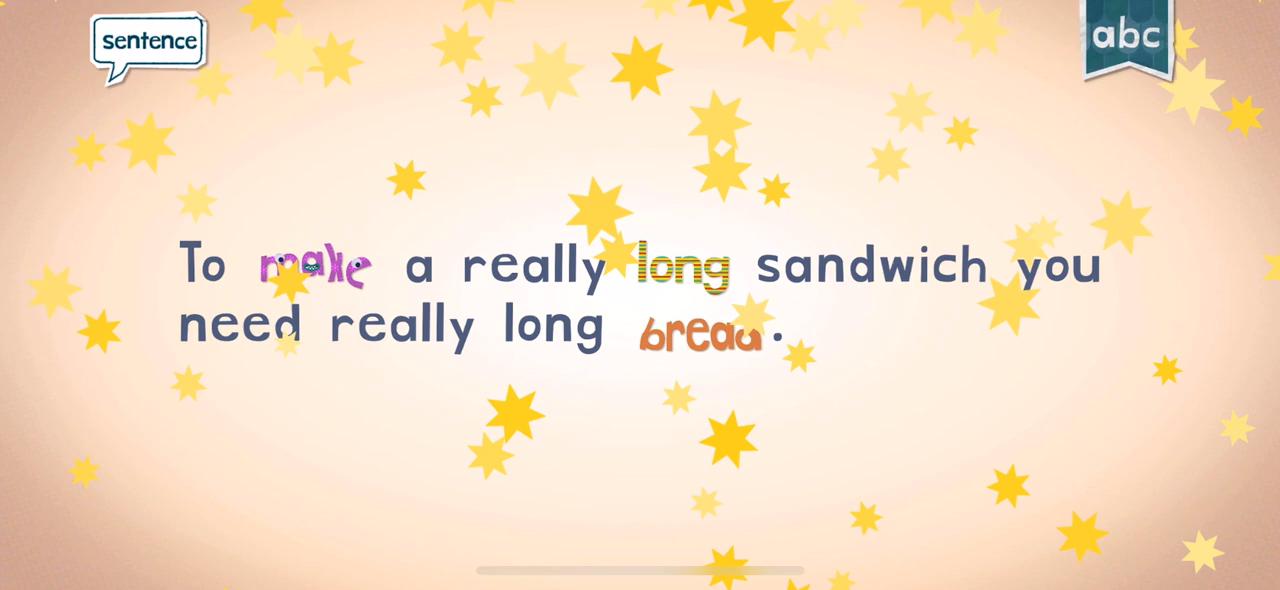 sentence
abc
To make a really long sandwich you
need really long bread.